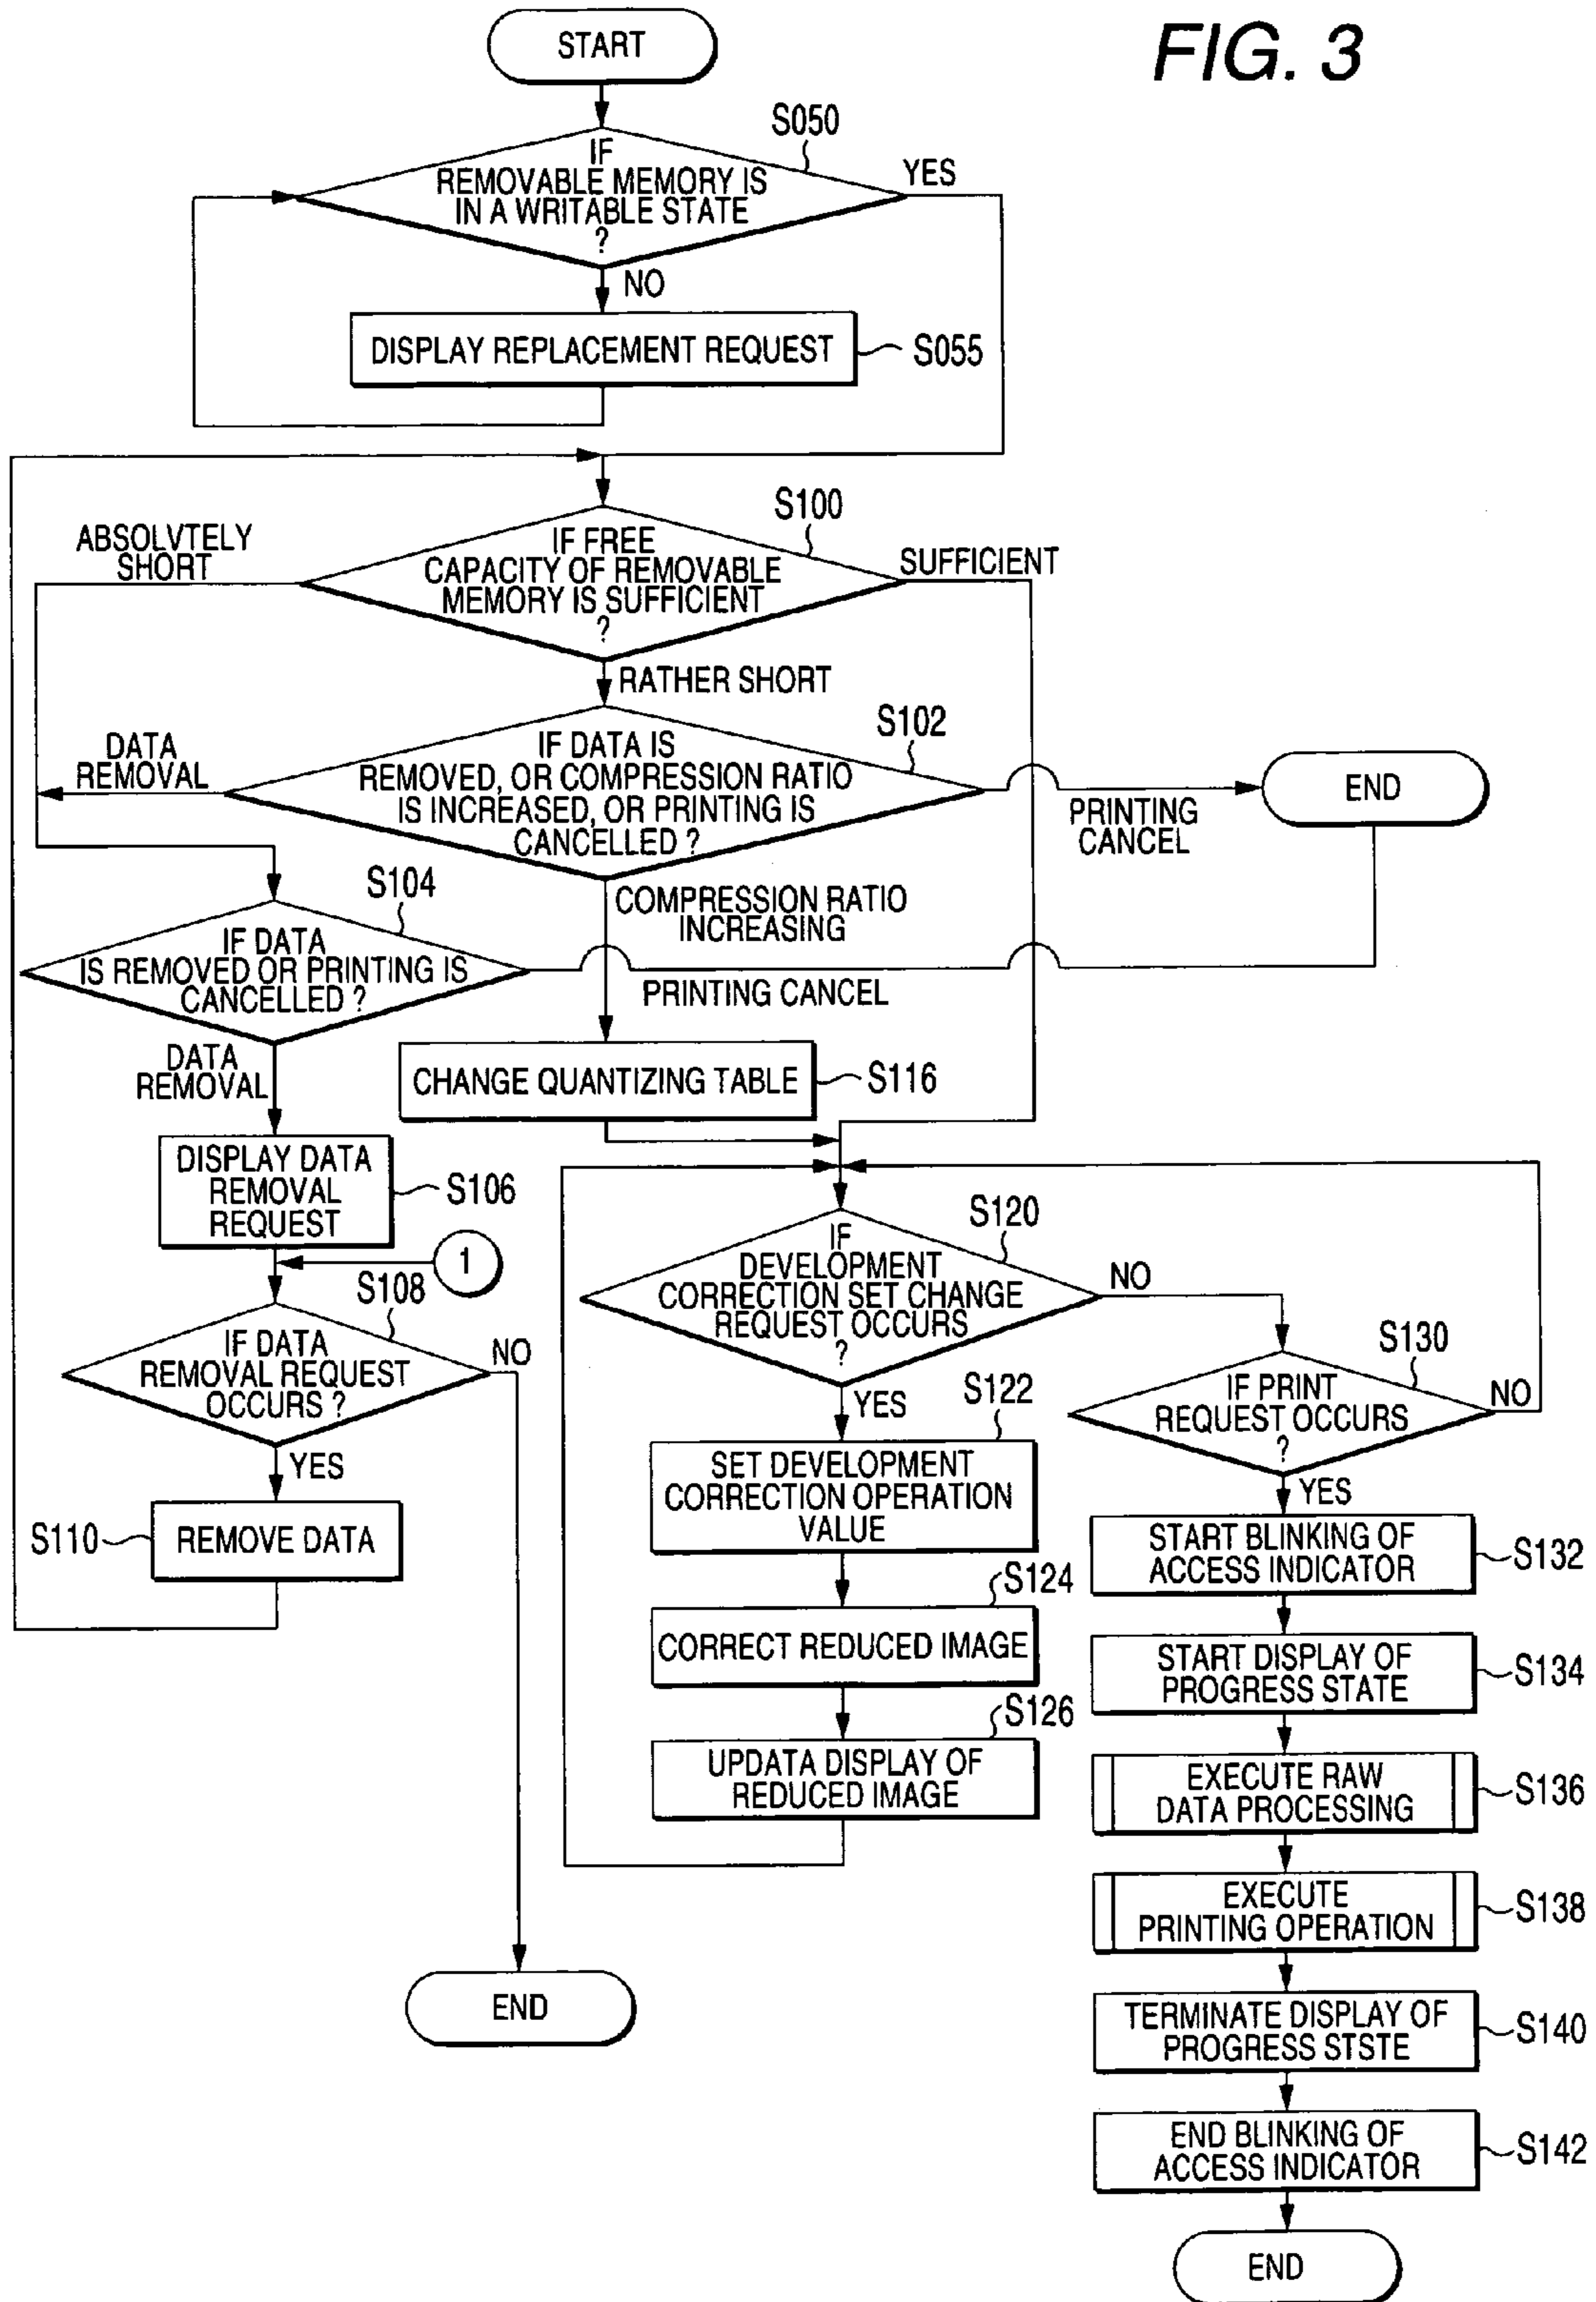 FIG. 3
START
S050
IF
REMOVABLE MEMORY IS
IN A WRITABLE STATE
?
YES
NO
DISPLAY REPLACEMENT REQUEST
S055
S100
ABSOLVTELY
SHORT
IF FREE
CAPACITY OF REMOVABLE
MEMORY IS SUFFICIENT
?
SUFFICIENT
RATHER SHORT
S102
DATA
REMOVAL
IF DATA IS
REMOVED, OR COMPRESSION RATIO
IS INCREASED, OR PRINTING IS
CANCELLED ?
PRINTING
CANCEL
END
S104
COMPRESSION RATIO
INCREASING
IF DATA
IS REMOVED OR PRINTING IS
CANCELLED ?
PRINTING CANCEL
DATA
REMOVAL
CHANGE QUANTIZING TABLE
S116
DISPLAY DATA
REMOVAL
REQUEST
S106
1
S108
IF DATA
REMOVAL REQUEST
OCCURS ?
NO
YES
S110
REMOVE DATA
END
S120
IF
DEVELOPMENT
CORRECTION SET CHANGE
REQUEST OCCURS
?
NO
YES
S122
SET DEVELOPMENT
CORRECTION OPERATION
VALUE
S124
CORRECT REDUCED IMAGE
S126
UPDATA DISPLAY OF
REDUCED IMAGE
S130
IF PRINT
REQUEST OCCURS
?
NO
YES
START BLINKING OF
ACCESS INDICATOR
S132
START DISPLAY OF
PROGRESS STATE
S134
EXECUTE RAW
DATA PROCESSING
S136
EXECUTE
PRINTING OPERATION
S138
TERMINATE DISPLAY OF
PROGRESS STSTE
S140
END BLINKING OF
ACCESS INDICATOR
S142
END